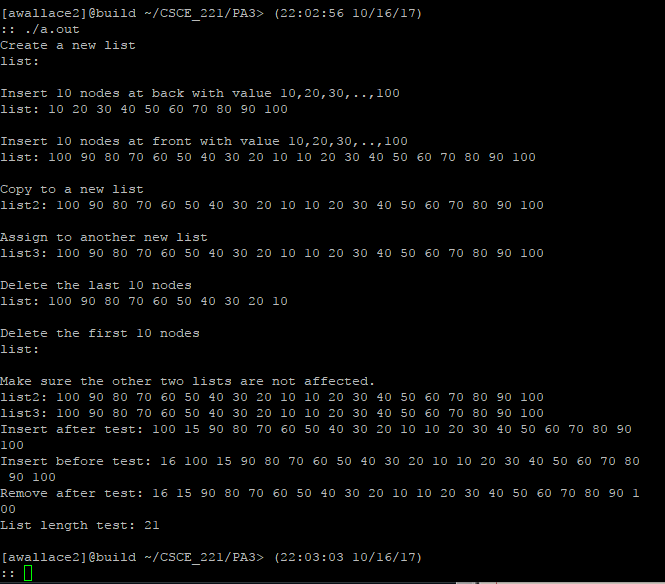 [awallace2]@build ~/CSCE_221/PA3> (22:02:56 10/16/17)
:: ./a.out
Create a new list
list:
Insert 10 nodes at back with value 10,20,30,..,100
list: 10 20 30 40 50 60 70 80 90 100
Insert 10 nodes at front with value 10,20,30,..,100
list: 100 90 80 70 60 50 40 30 20 10 10 20 30 40 50 60 70 80 90 100
Copy to a new list
list2: 100 90 80 70 60 50 40 30 20 10 10 20 30 40 50 60 70 80 90 100
Assign to another new list
list3: 100 90 80 70 60 50 40 30 20 10 10 20 30 40 50 60 70 80 90 100
Delete the last 10 nodes
list: 100 90 80 70 60 50 40 30 20 10
Delete the first 10 nodes
list:
Make sure the other two lists are not affected.
list2: 100 90 80 70 60 50 40 30 20 10 10 20 30 40 50 60 70 80 90 100
list3: 100 90 80 70 60 50 40 30 20 10 10 20 30 40 50 60 70 80 90 100
Insert after test: 100 15 90 80 70 60 50 40 30 20 10 10 20 30 40 50 60 70 80 90
100
Insert before test: 16 100 15 90 80 70 60 50 40 30 20 10 10 20 30 40 50 60 70 80
90 100
Remove after test: 16 15 90 80 70 60 50 40 30 20 10 10 20 30 40 50 60 70 80 90 1
00
List length test: 21
[awallace2]@build ~/CSCE_221/PA3> (22:03:03 10/16/17)
::